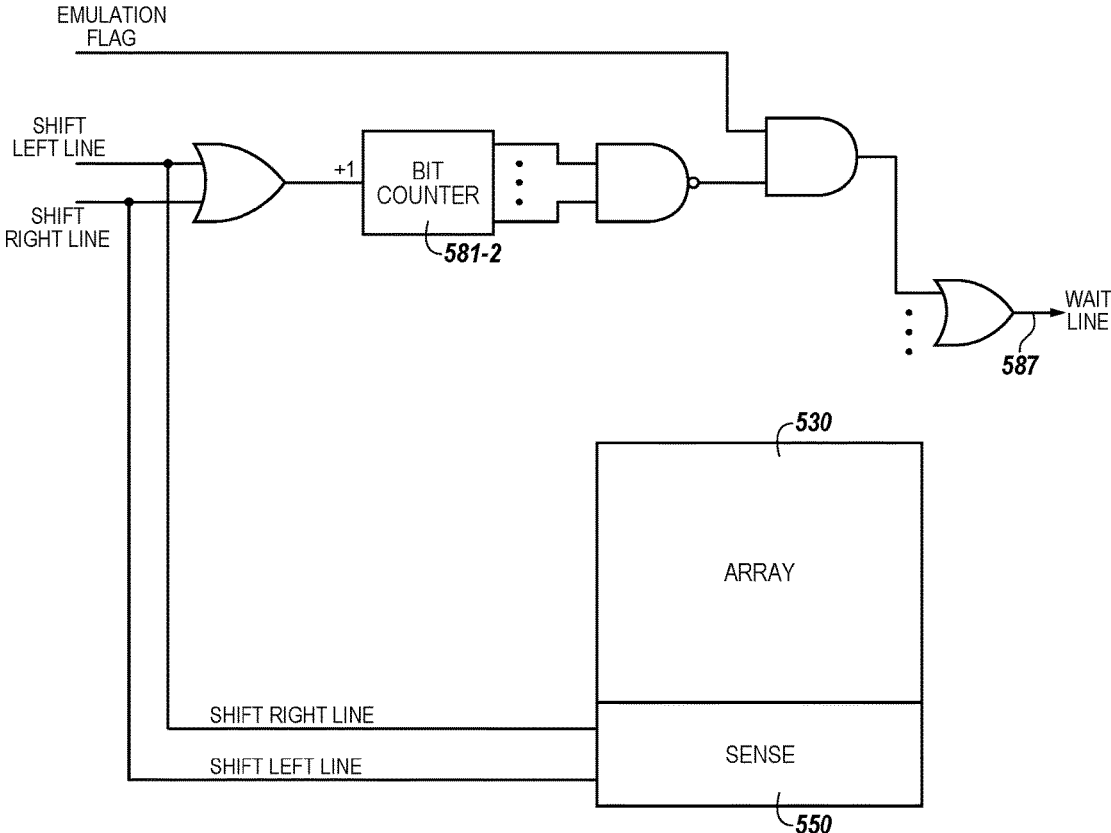 EMULATION
FLAG
SHIFT
LEFT LINE
SHIFT
RIGHT LINE
+1
BIT
COUNTER
581-2
WAIT
LINE
587
530
ARRAY
SHIFT RIGHT LINE
SHIFT LEFT LINE
SENSE
550